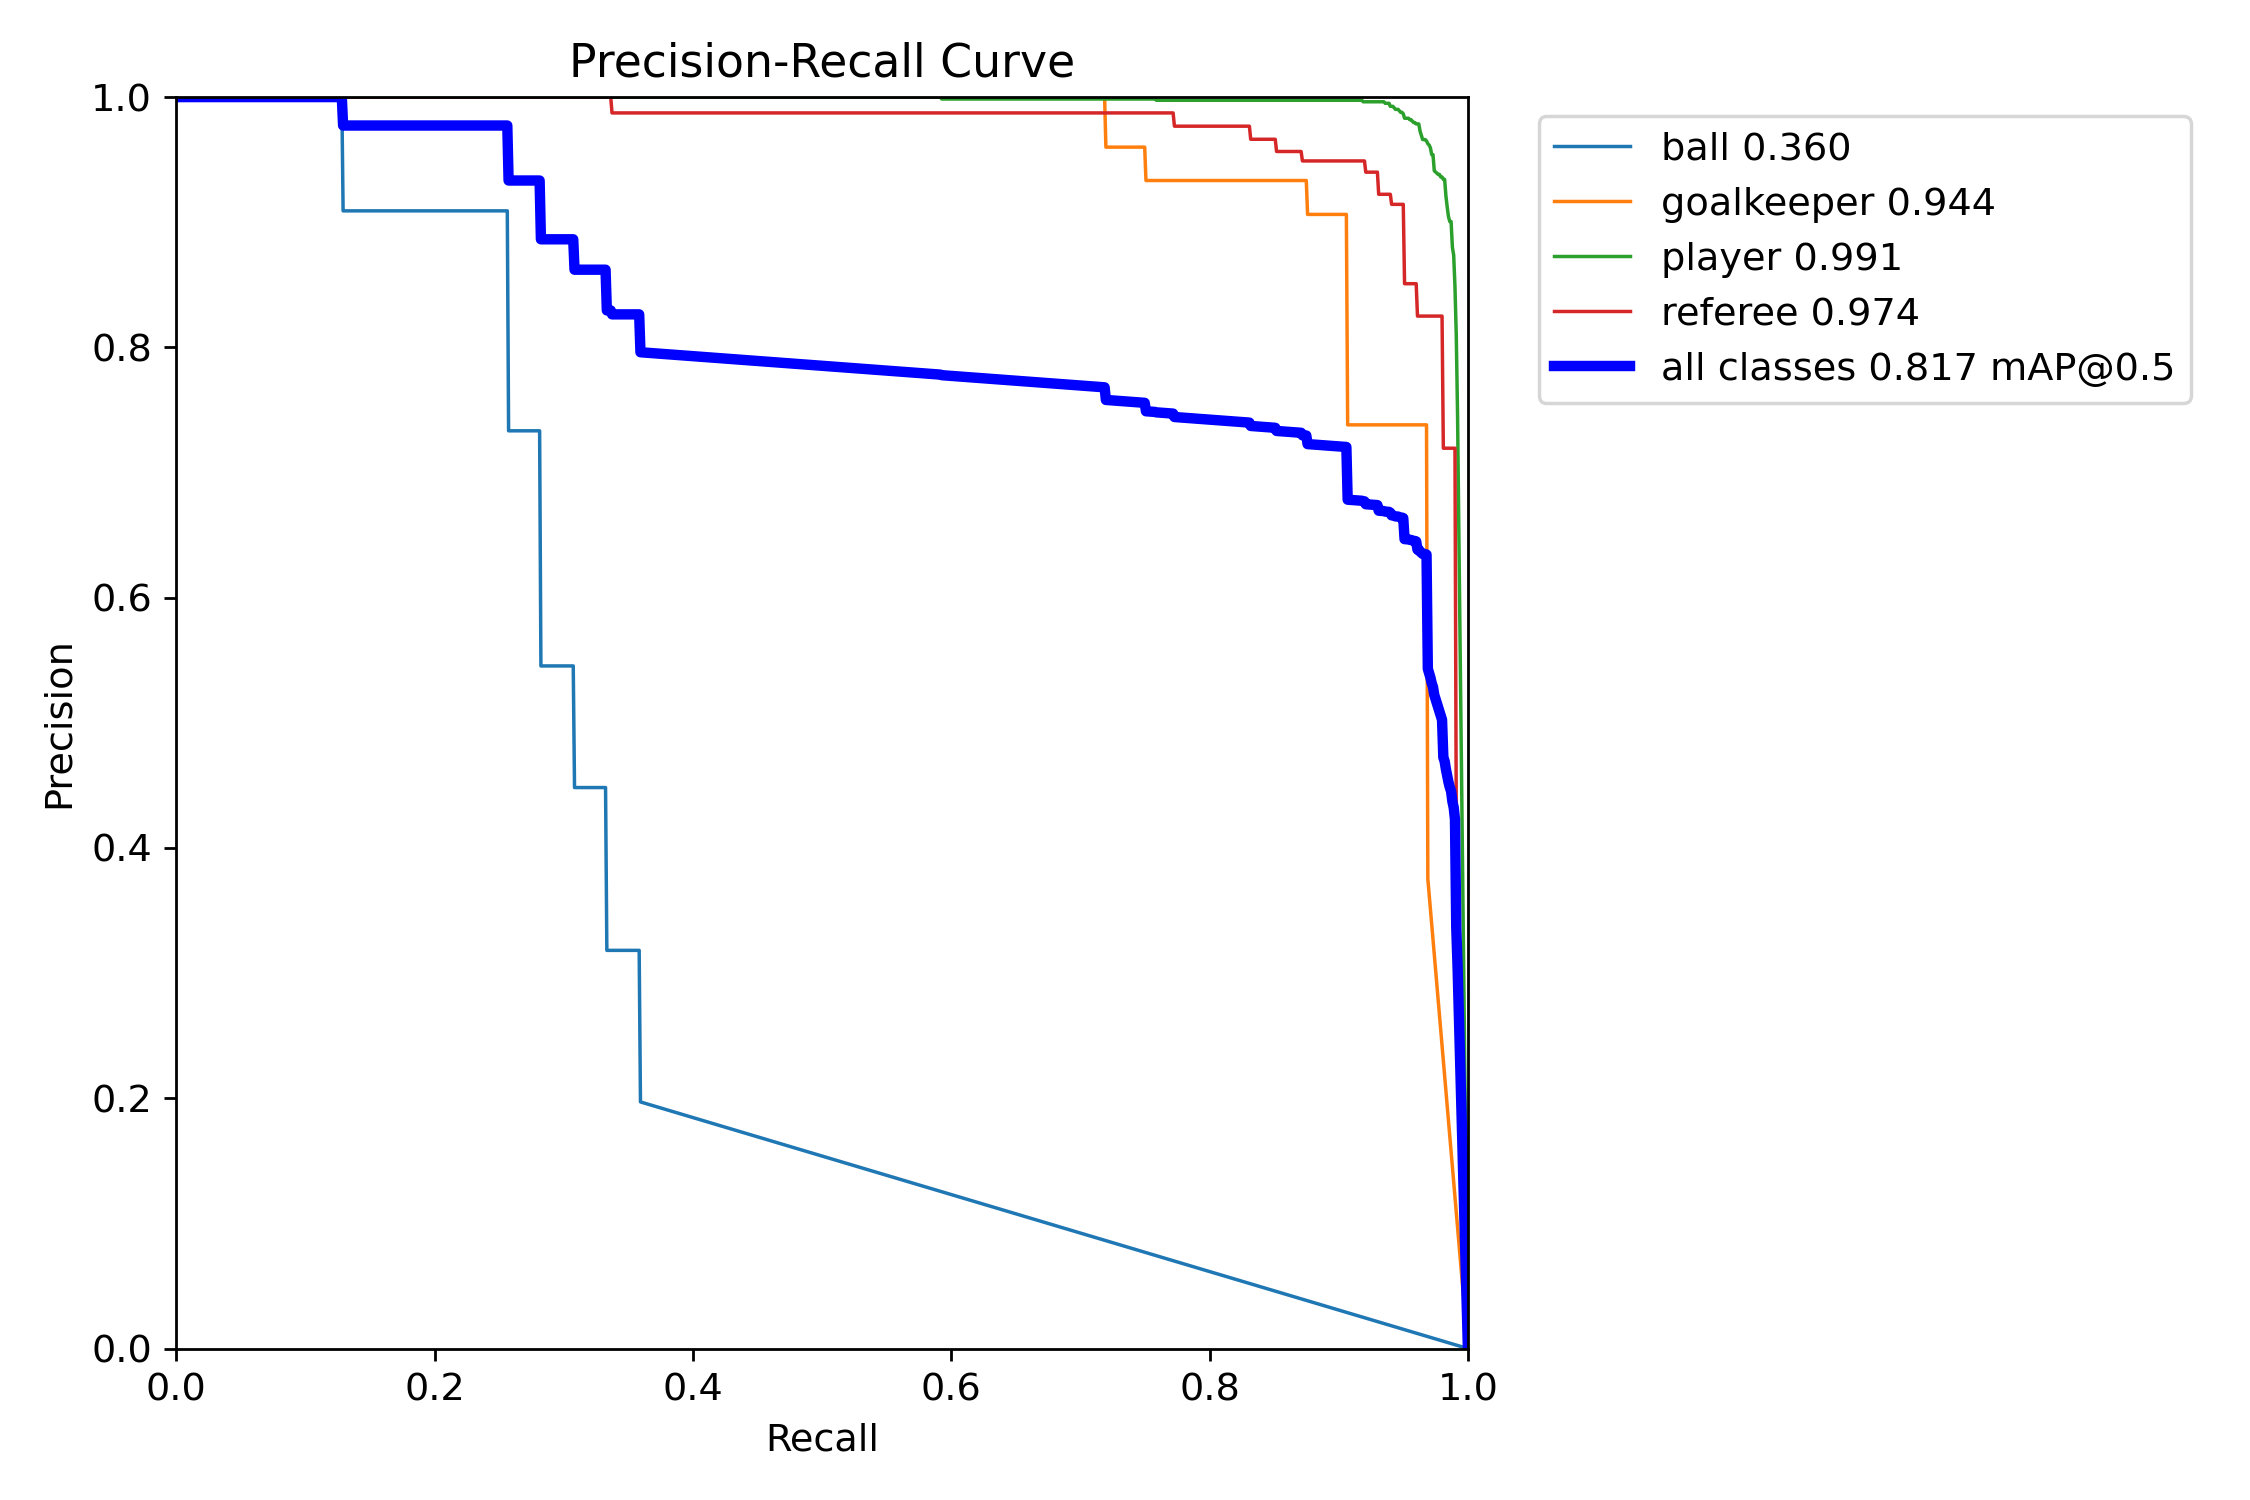 Precision-Recall Curve
1.0
0.8
0.6
0.4
0.2
0.0
Precision
0.0 0.2 0.4 0.6 0.8 1.0
Recall
ball 0.360
goalkeeper 0.944
player 0.991
referee 0.974
all classes 0.817 mAP@0.5